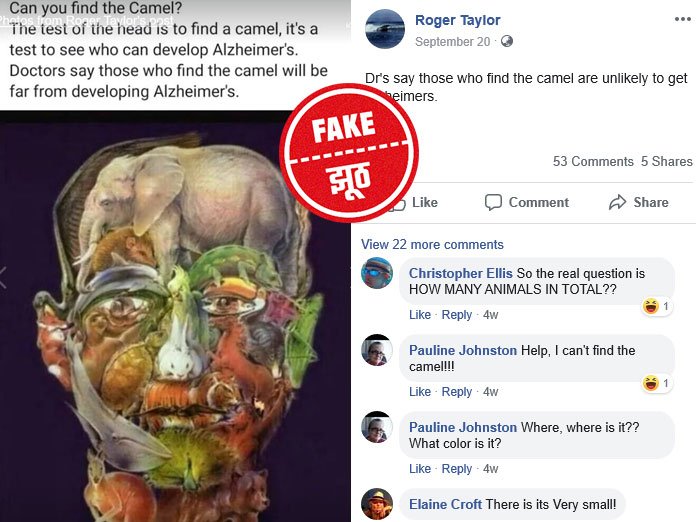 Can you find the Camel?
Photos from Roger Taylor's post
The test of the head is to find a camel, it's a
test to see who can develop Alzheimer's.
Doctors say those who find the camel will be
far from developing Alzheimer's.
FAKE
झूठ
Roger Taylor
September 20
Dr's say those who find the camel are unlikely to get
heimers.
53 Comments 5 Shares
Like Comment Share
View 22 more comments
Christopher Ellis So the real question is
HOW MANY ANIMALS IN TOTAL??
1
Like · Reply · 4w
Pauline Johnston Help, I can't find the
camel!!!
1
Like · Reply · 4w
Pauline Johnston Where, where is it??
What color is it?
Like · Reply · 4w
Elaine Croft There is its Very small!